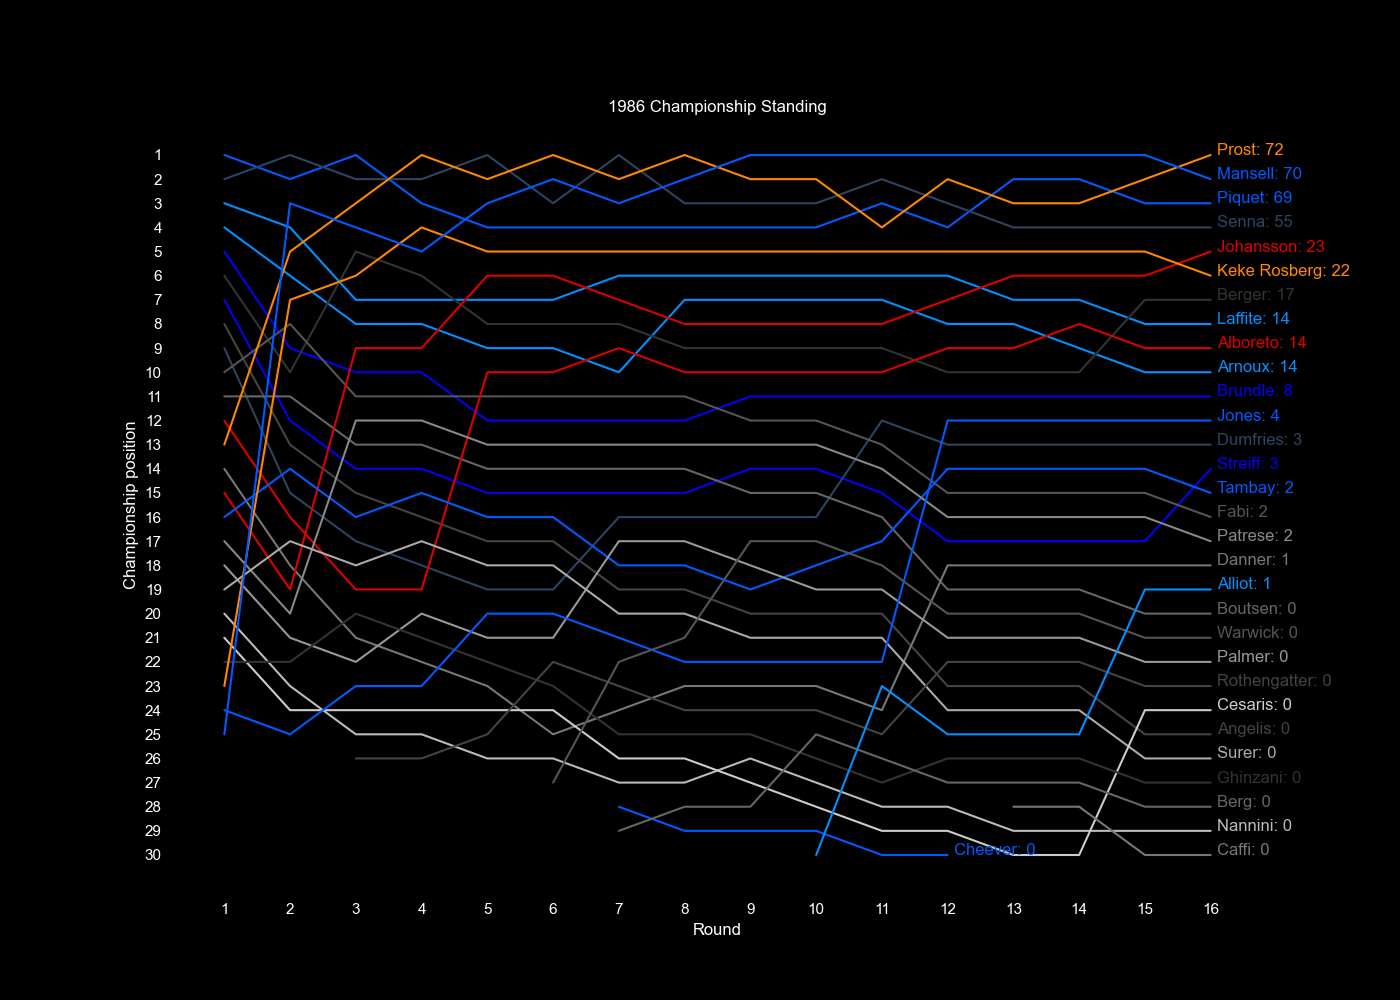 1986 Championship Standing
Championship position
1
2
3
4
5
6
7
8
9
10
11
12
13
14
15
16
17
18
19
20
21
22
23
24
25
26
27
28
29
30
Prost: 72
Mansell: 70
Piquet: 69
Senna: 55
Johansson: 23
Keke Rosberg: 22
Berger: 17
Laffite: 14
Alboreto: 14
Arnoux: 14
Brundle: 8
Jones: 4
Dumfries: 3
Streiff: 3
Tambay: 2
Fabi: 2
Patrese: 2
Danner: 1
Alliot: 1
Boutsen: 0
Warwick: 0
Palmer: 0
Rothengatter: 0
Cesaris: 0
Angelis: 0
Surer: 0
Ghinzani: 0
Berg: 0
Nannini: 0
Caffi: 0
Cheever: 0
1 2 3 4 5 6 7 8 9 10 11 12 13 14 15 16
Round